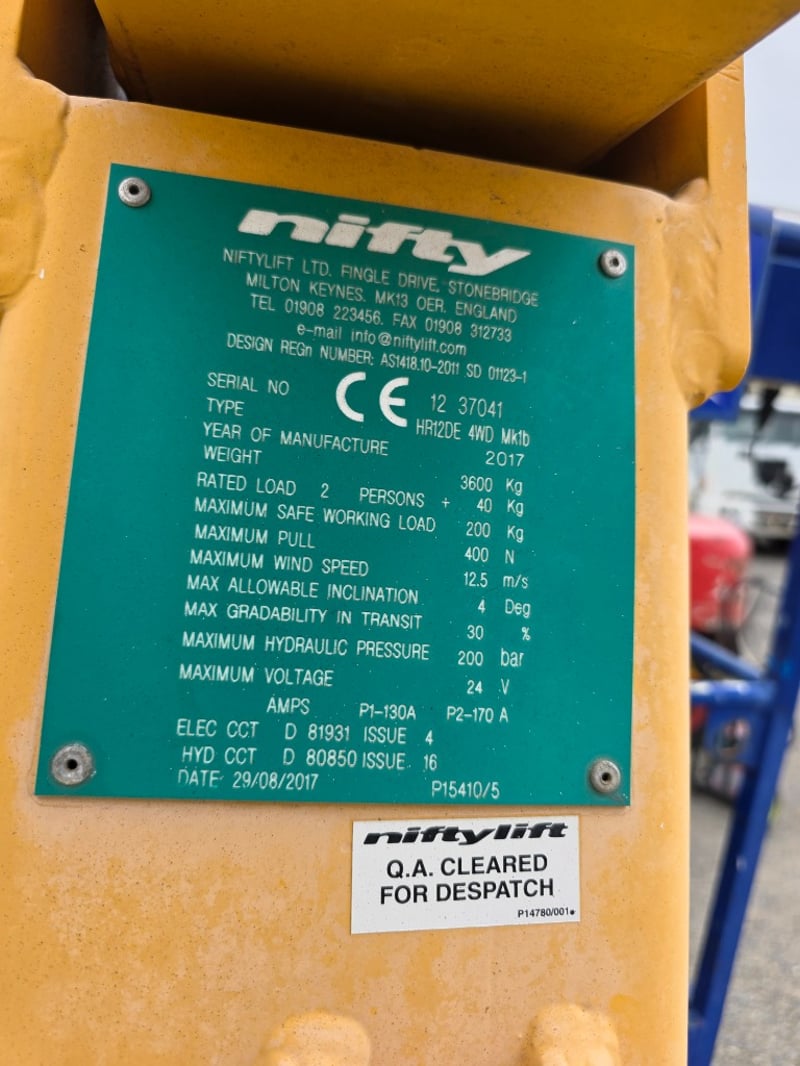 nifty
NIFTYLIFT LTD. FINGLE DRIVE, STONEBRIDGE
MILTON KEYNES. MK13 OER. ENGLAND
TEL 01908 223456. FAX 01908 312733
e-mail info@niftylift.com
DESIGN REGn NUMBER: AS1418.10-2011 SD 01123-1
SERIAL NO CE 12 37041
TYPE HR12DE 4WD Mk1b
YEAR OF MANUFACTURE 2017
WEIGHT 3600 Kg
RATED LOAD 2 PERSONS + 40 Kg
MAXIMUM SAFE WORKING LOAD 200 Kg
MAXIMUM PULL 400 N
MAXIMUM WIND SPEED 12.5 m/s
MAX ALLOWABLE INCLINATION 4 Deg
MAX GRADABILITY IN TRANSIT 30 %
MAXIMUM HYDRAULIC PRESSURE 200 bar
MAXIMUM VOLTAGE 24 V
AMPS P1-130A P2-170 A
ELEC CCT D 81931 ISSUE 4
HYD CCT D 80850 ISSUE 16
DATE: 29/08/2017 P15410/5
niftylift
Q.A. CLEARED
FOR DESPATCH
P14780/001